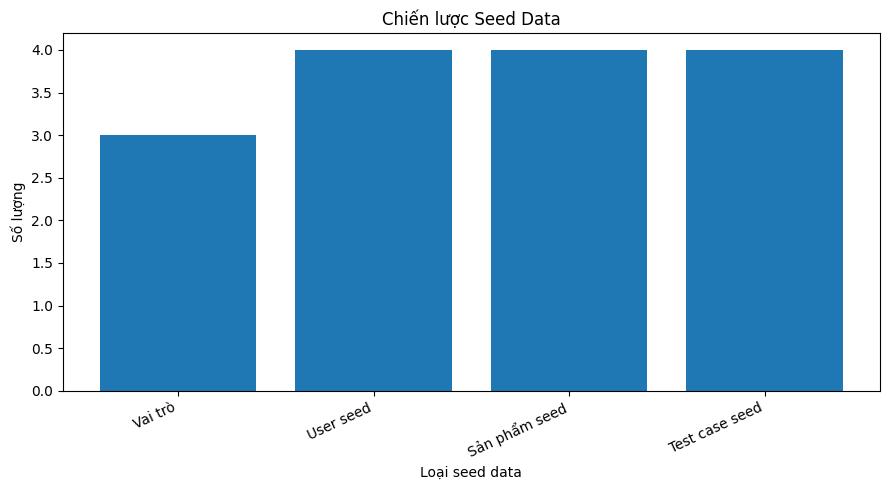 Chiến lược Seed Data
Số lượng
4.0
3.5
3.0
2.5
2.0
1.5
1.0
0.5
0.0
Vai trò
User seed
Sản phẩm seed
Test case seed
Loại seed data